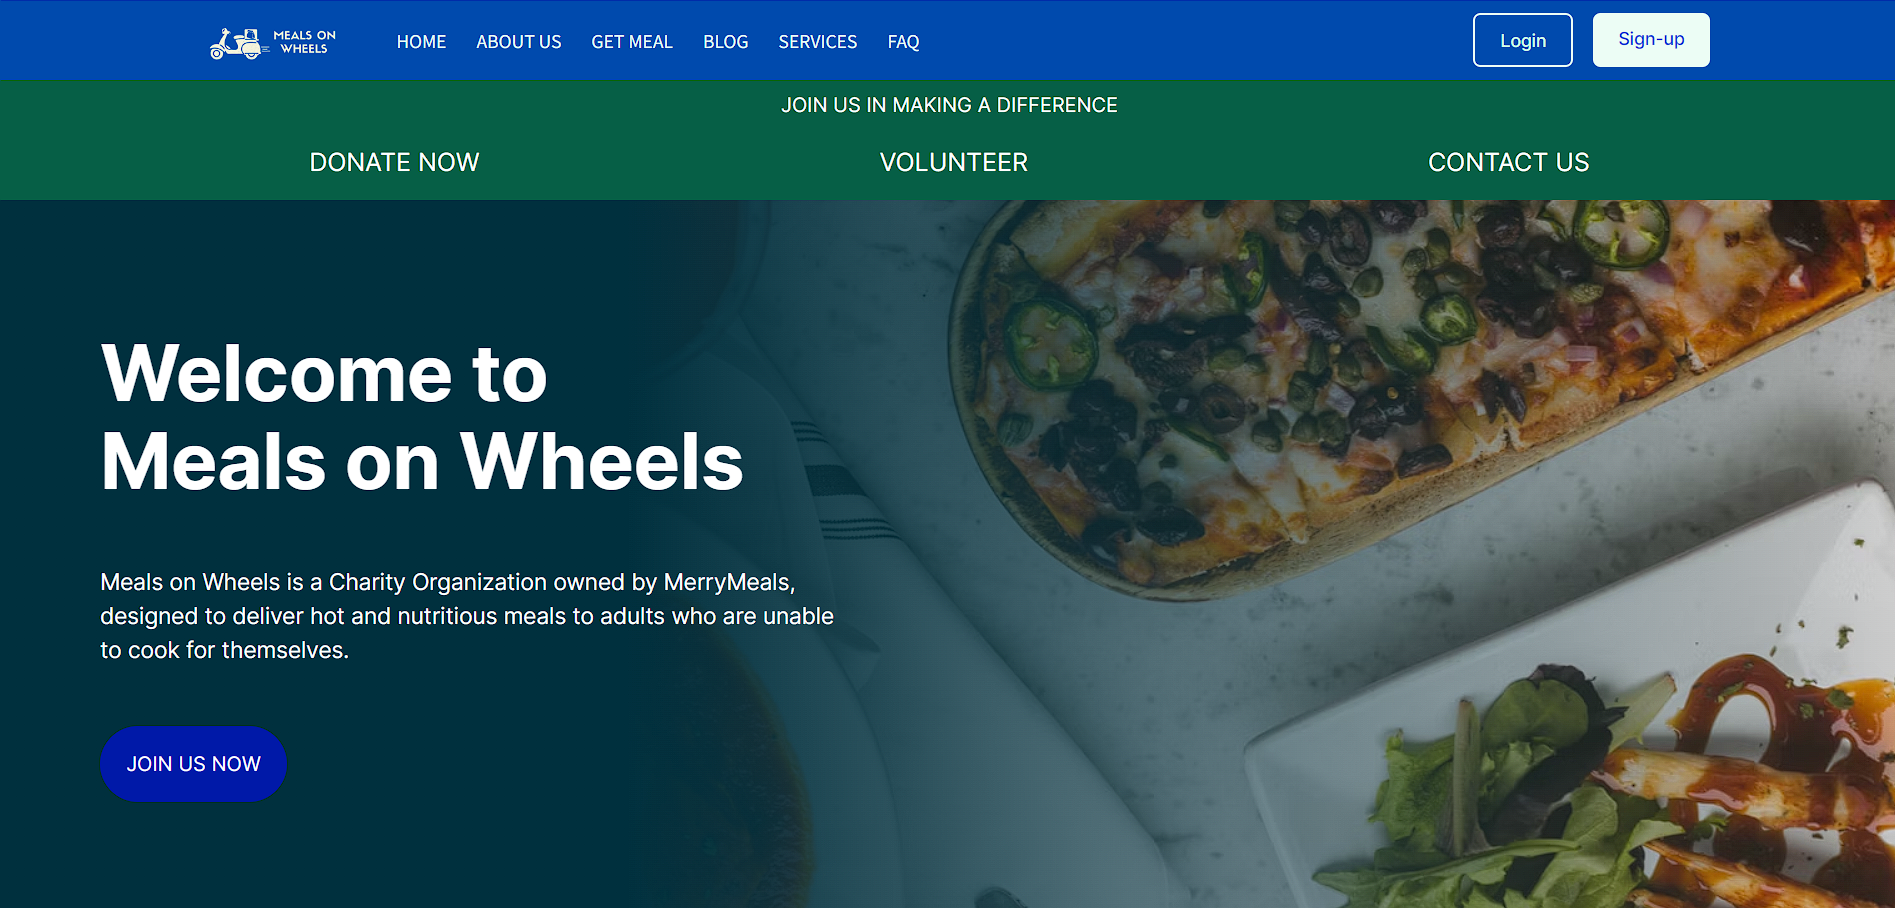 MEALS ON
WHEELS
HOME ABOUT US GET MEAL BLOG SERVICES FAQ
Login
Sign-up
JOIN US IN MAKING A DIFFERENCE
DONATE NOW
VOLUNTEER
CONTACT US
Welcome to
Meals on Wheels
Meals on Wheels is a Charity Organization owned by MerryMeals,
designed to deliver hot and nutritious meals to adults who are unable
to cook for themselves.
JOIN US NOW